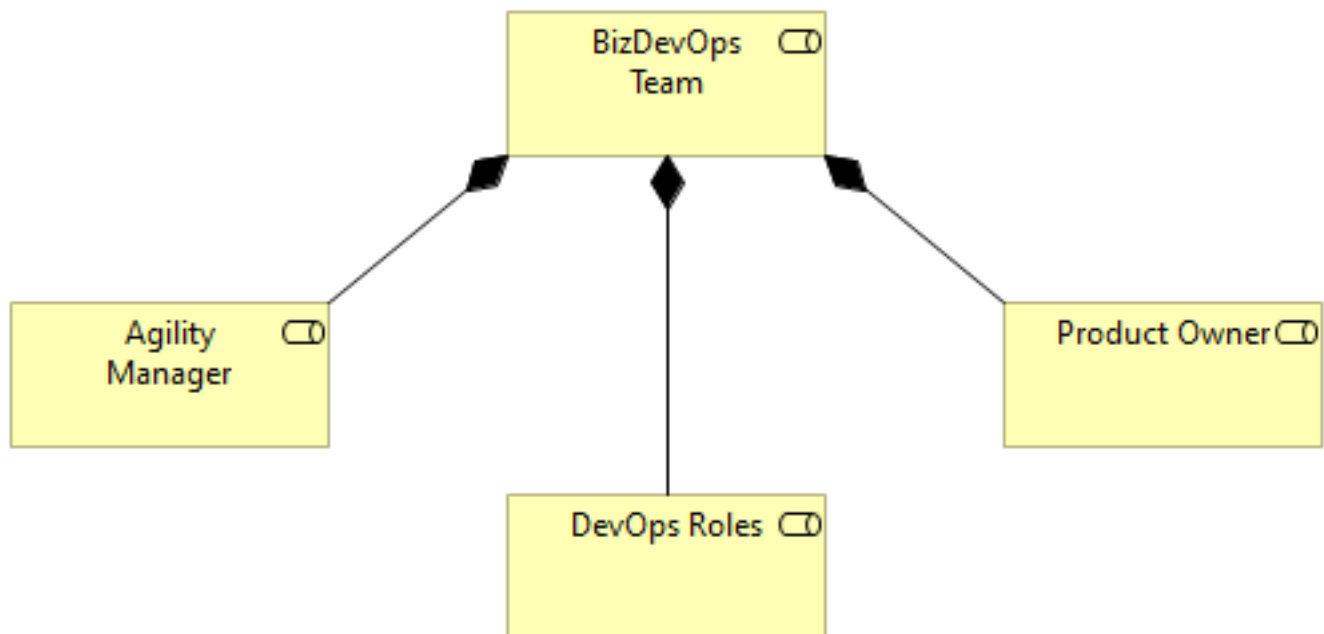 BizDevOps
Team
Agility
Manager
Product Owner
DevOps Roles